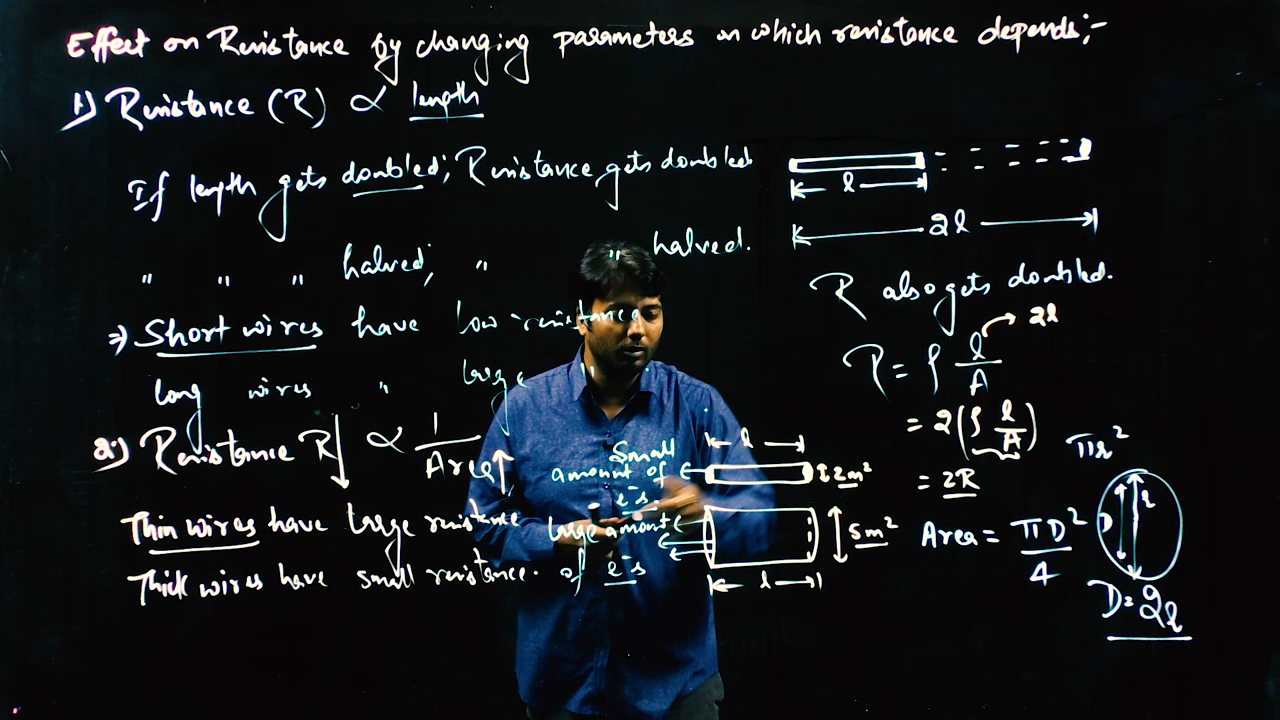 Effect on Resistance by changing parameters on which resistance depends;-
1.) Resistance (R) ∝ length
If length gets doubled; Resistance gets doubled
" " " halved; " " halved.
⇒ Short wires have low resistance
long wires " large "
2.) Resistance R↓ ∝ 1/Area↑
Thin wires have large resistance
Thick wires have small resistance.
l
2l
R also gets doubled.
R = ρ l/A → 2l
= 2(ρ l/A)
= 2R
l
Small amount of e⁻s.
2m²
large amount of e⁻s
5m²
l
πr²
Area = πD²/4
D
r
D = 2r